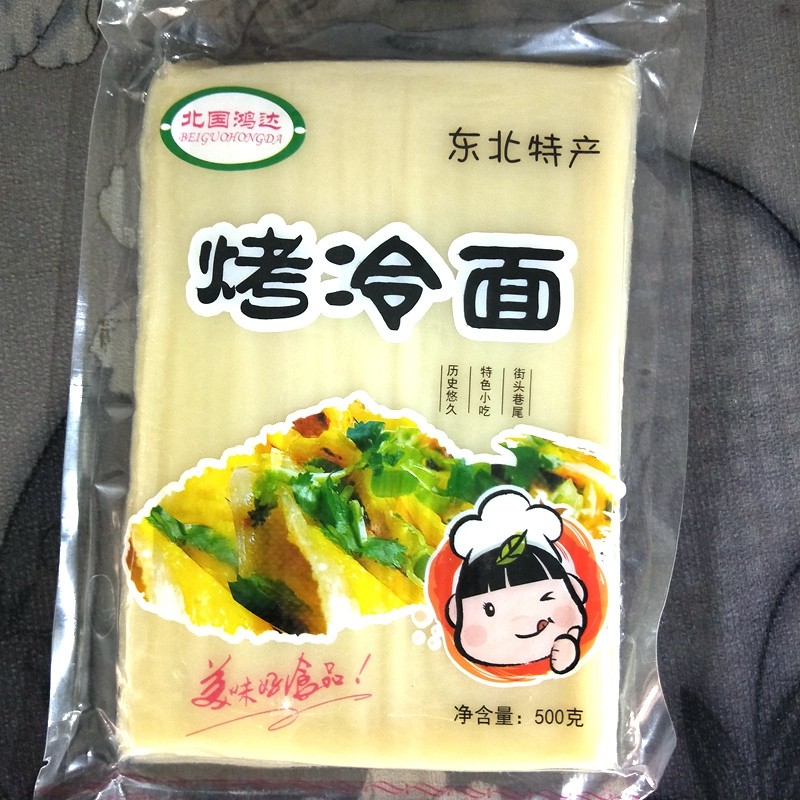 北国鸿达
BEIGUOHONGDA
东北特产
烤冷面
街头巷尾
特色小吃
历史悠久
美味好食品！
净含量：500克